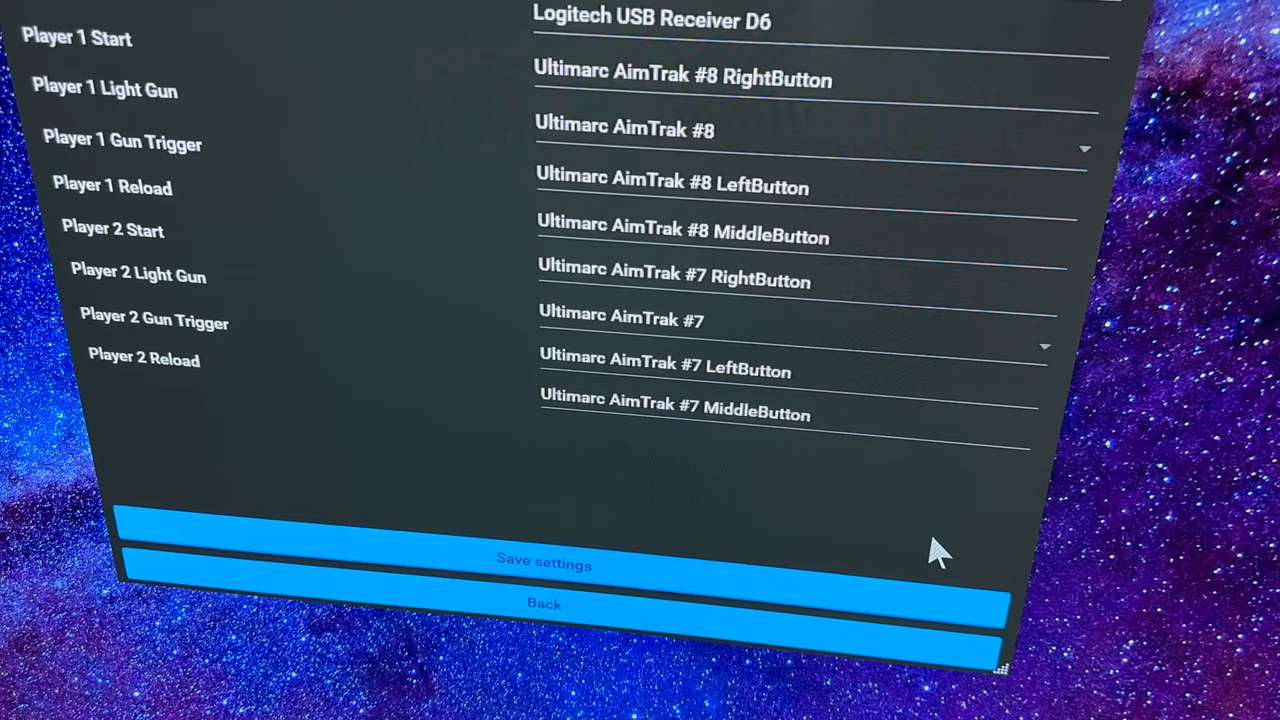 Logitech USB Receiver D6
Player 1 Start
Ultimarc AimTrak #8 RightButton
Player 1 Light Gun
Ultimarc AimTrak #8
Player 1 Gun Trigger
Ultimarc AimTrak #8 LeftButton
Player 1 Reload
Ultimarc AimTrak #8 MiddleButton
Player 2 Start
Ultimarc AimTrak #7 RightButton
Player 2 Light Gun
Ultimarc AimTrak #7
Player 2 Gun Trigger
Ultimarc AimTrak #7 LeftButton
Player 2 Reload
Ultimarc AimTrak #7 MiddleButton
Save settings
Back